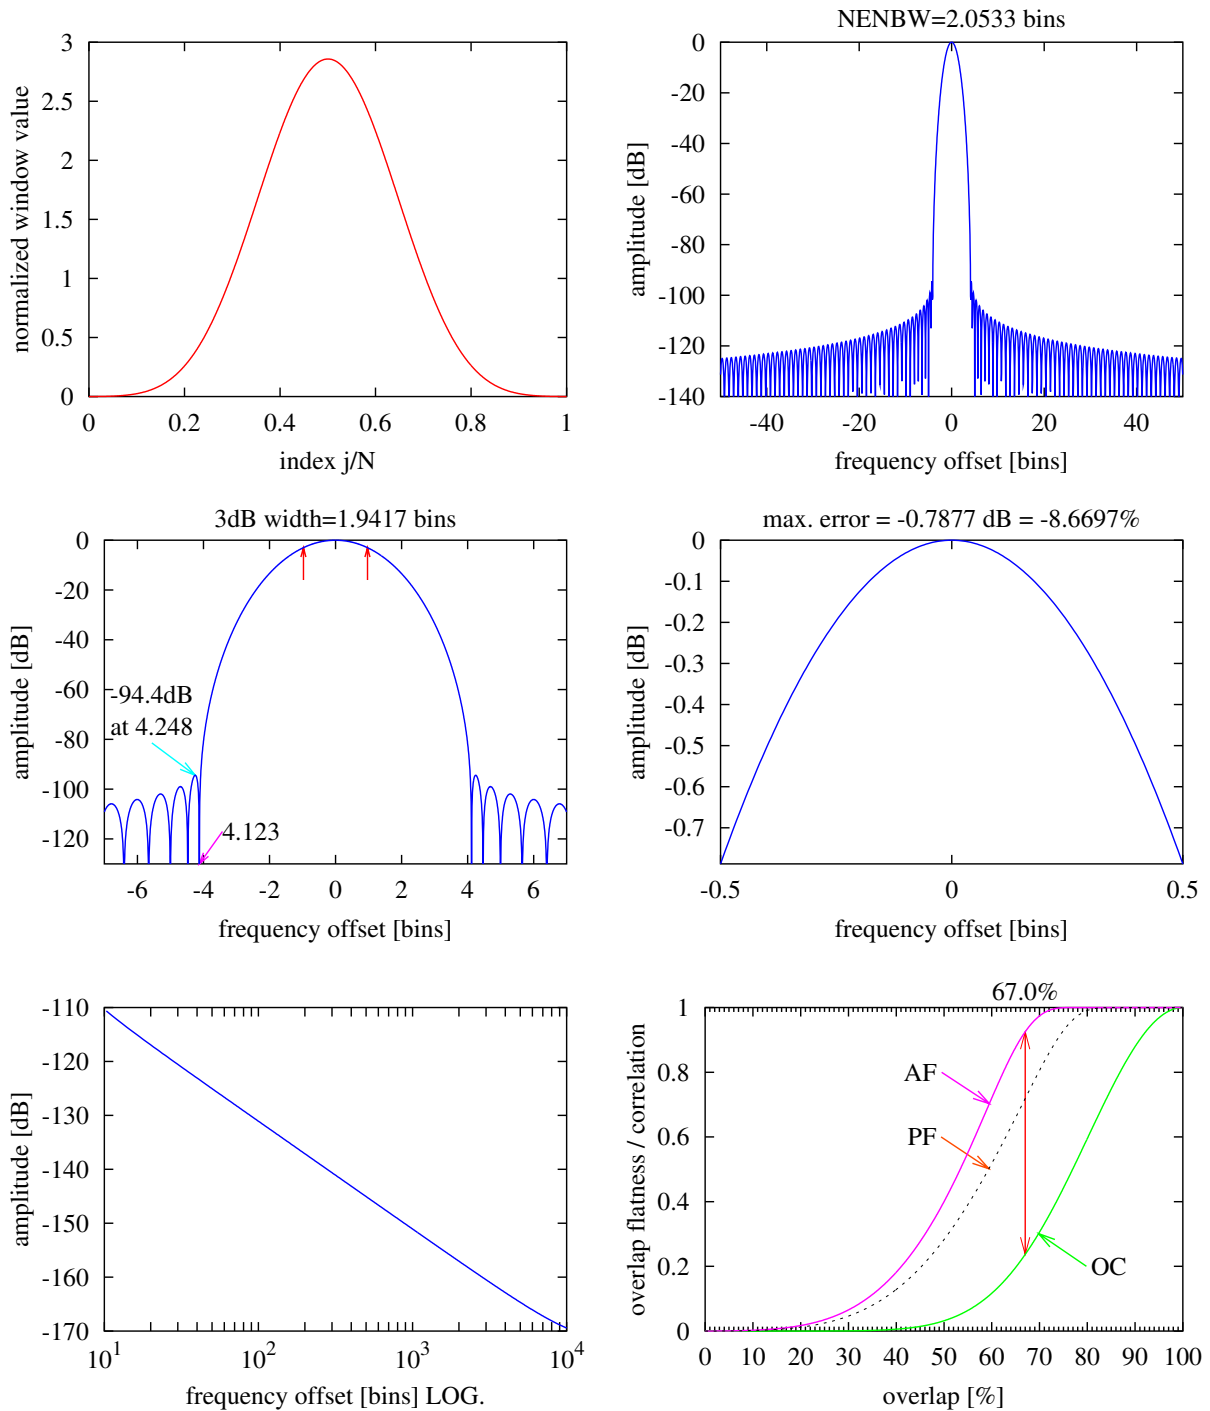 3
2.5
2
1.5
1
0.5
0
0 0.2 0.4 0.6 0.8 1
normalized window value
index j/N
NENBW=2.0533 bins
0
-20
-40
-60
-80
-100
-120
-140
-40 -20 0 20 40
amplitude [dB]
frequency offset [bins]
3dB width=1.9417 bins
0
-20
-40
-60
-80
-100
-120
-6 -4 -2 0 2 4 6
amplitude [dB]
frequency offset [bins]
-94.4dB
at 4.248
4.123
max. error = -0.7877 dB = -8.6697%
0
-0.1
-0.2
-0.3
-0.4
-0.5
-0.6
-0.7
-0.5 0 0.5
amplitude [dB]
frequency offset [bins]
-110
-120
-130
-140
-150
-160
-170
10^1 10^2 10^3 10^4
amplitude [dB]
frequency offset [bins] LOG.
67.0%
1
0.8
0.6
0.4
0.2
0
0 10 20 30 40 50 60 70 80 90 100
overlap flatness / correlation
overlap [%]
AF
PF
OC